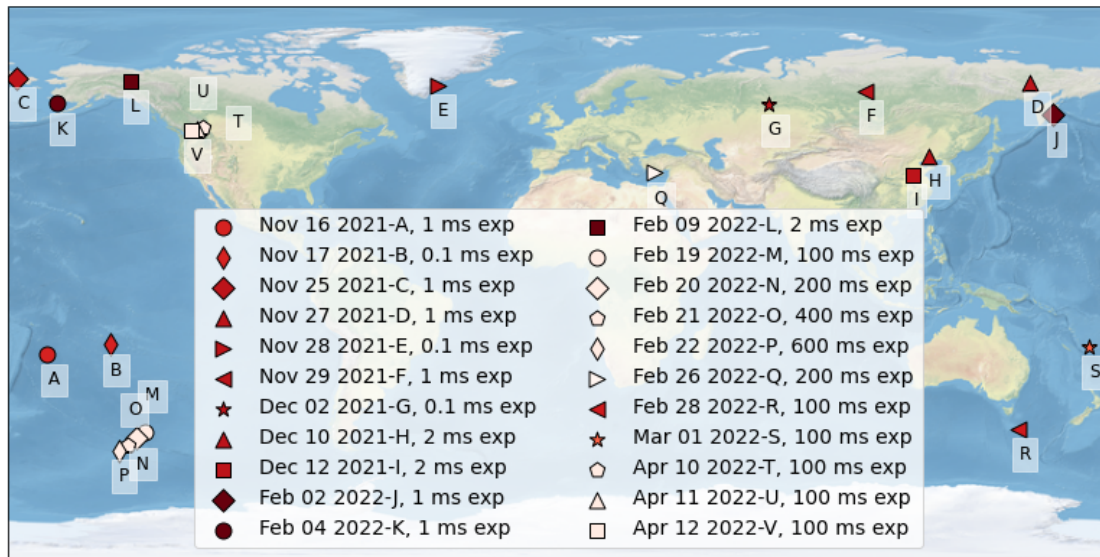 C
K
L
U
T
V
E
G
F
D
J
H
I
Q
A
B
M
O
N
P
S
R
Nov 16 2021-A, 1 ms exp
Nov 17 2021-B, 0.1 ms exp
Nov 25 2021-C, 1 ms exp
Nov 27 2021-D, 1 ms exp
Nov 28 2021-E, 0.1 ms exp
Nov 29 2021-F, 1 ms exp
Dec 02 2021-G, 0.1 ms exp
Dec 10 2021-H, 2 ms exp
Dec 12 2021-I, 2 ms exp
Feb 02 2022-J, 1 ms exp
Feb 04 2022-K, 1 ms exp
Feb 09 2022-L, 2 ms exp
Feb 19 2022-M, 100 ms exp
Feb 20 2022-N, 200 ms exp
Feb 21 2022-O, 400 ms exp
Feb 22 2022-P, 600 ms exp
Feb 26 2022-Q, 200 ms exp
Feb 28 2022-R, 100 ms exp
Mar 01 2022-S, 100 ms exp
Apr 10 2022-T, 100 ms exp
Apr 11 2022-U, 100 ms exp
Apr 12 2022-V, 100 ms exp